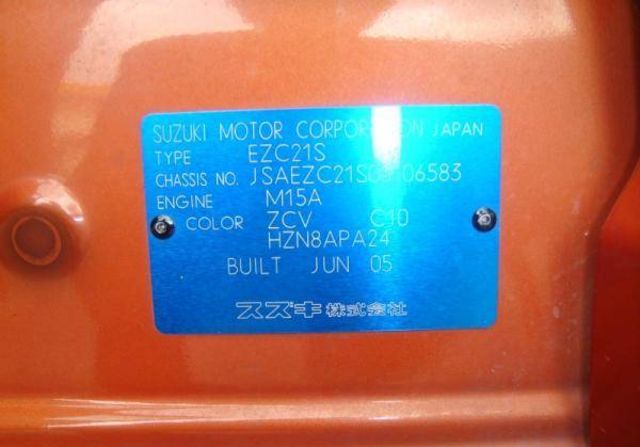 SUZUKI MOTOR CORPORATION JAPAN
TYPE EZC21S
CHASSIS NO.
ENGINE M15A
COLOR ZCV C10
HZN8APA24
BUILT JUN 05
スズキ株式会社